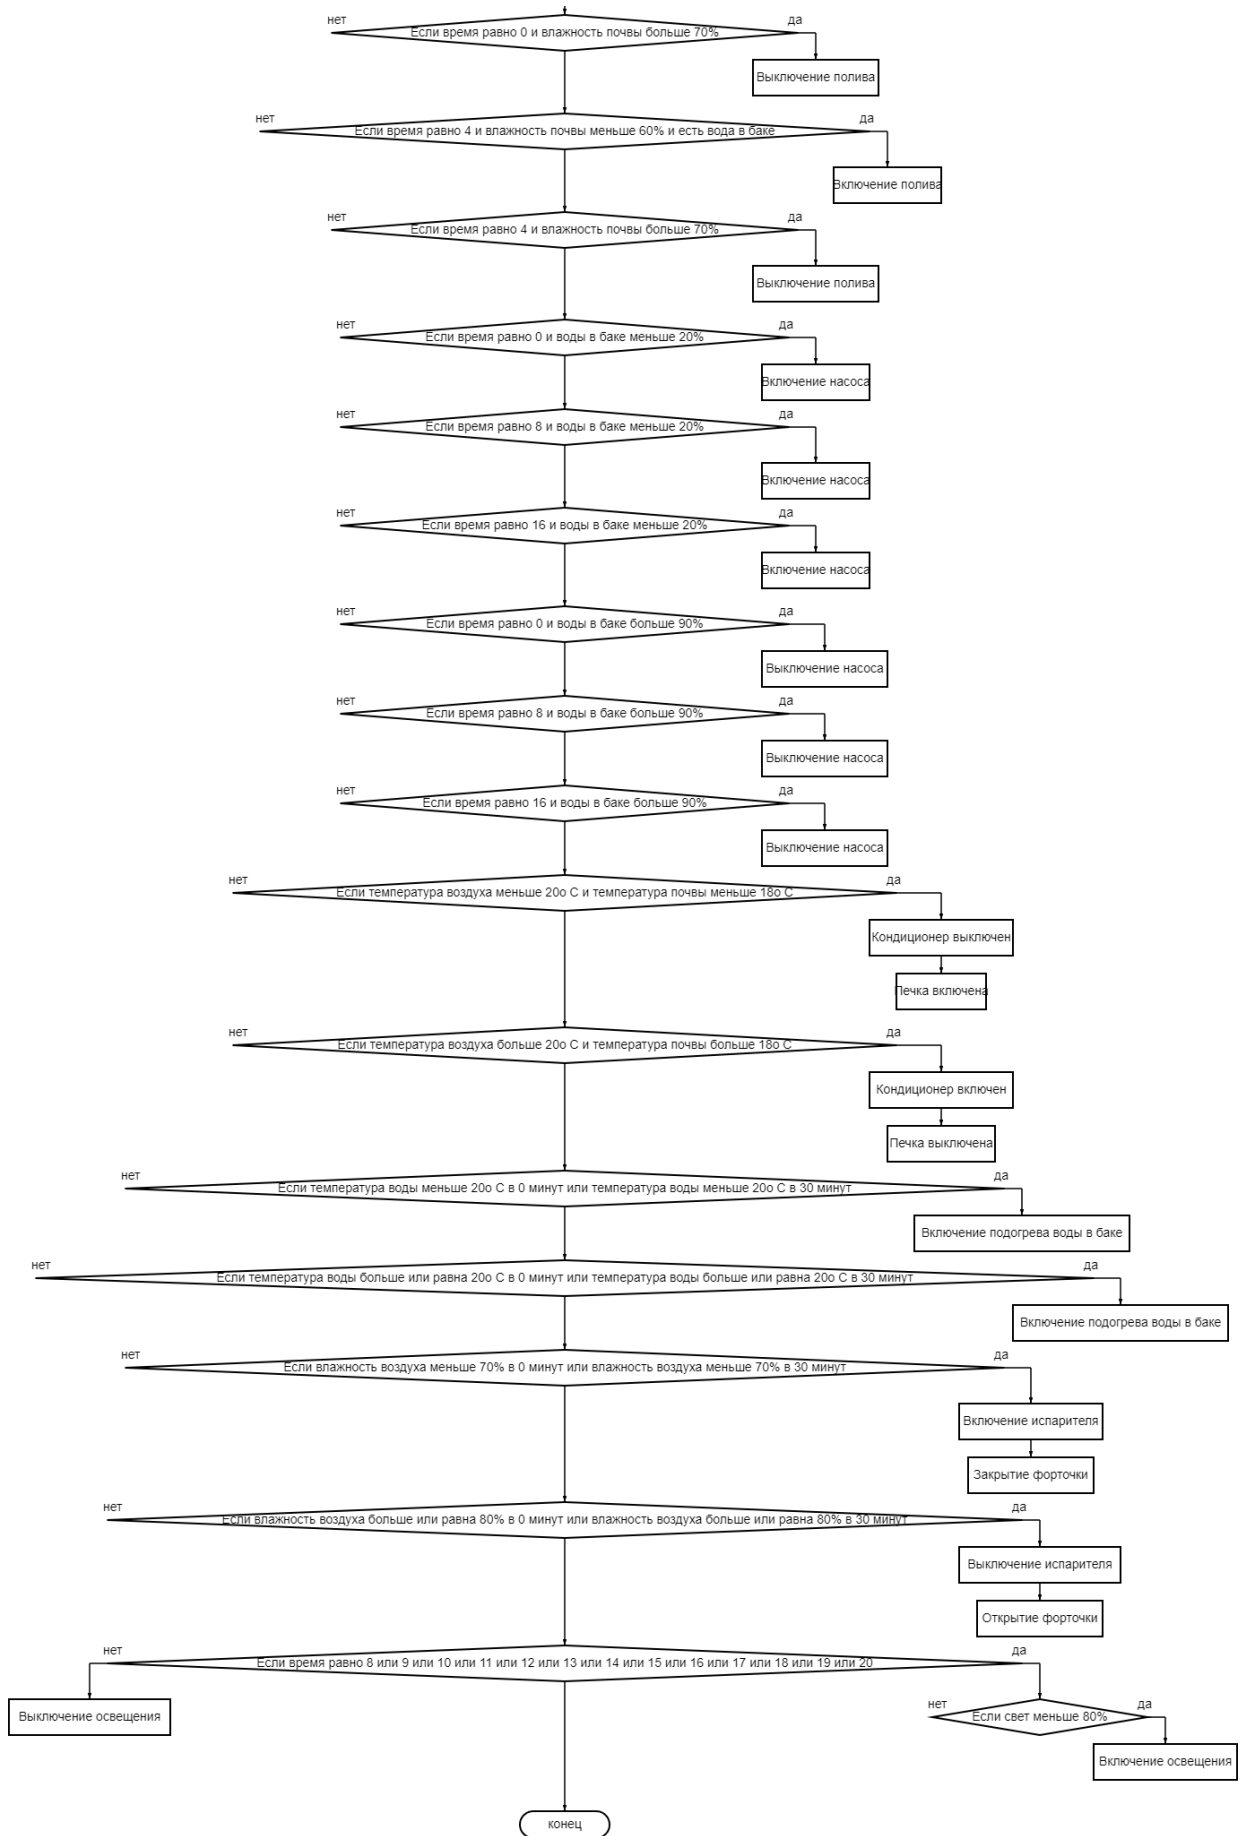 нет
да
Если время равно 0 и влажность почвы больше 70%
Выключение полива
нет
да
Если время равно 4 и влажность почвы меньше 60% и есть вода в баке
Включение полива
нет
да
Если время равно 4 и влажность почвы больше 70%
Выключение полива
нет
да
Если время равно 0 и воды в баке меньше 20%
Включение насоса
нет
да
Если время равно 8 и воды в баке меньше 20%
Включение насоса
нет
да
Если время равно 16 и воды в баке меньше 20%
Включение насоса
нет
да
Если время равно 0 и воды в баке больше 90%
Выключение насоса
нет
да
Если время равно 8 и воды в баке больше 90%
Выключение насоса
нет
да
Если время равно 16 и воды в баке больше 90%
Выключение насоса
нет
да
Если температура воздуха меньше 20о С и температура почвы меньше 18о С
Кондиционер выключен
Печка включена
нет
да
Если температура воздуха больше 20о С и температура почвы больше 18о С
Кондиционер включен
Печка выключена
нет
да
Если температура воды меньше 20о С в 0 минут или температура воды меньше 20о С в 30 минут
Включение подогрева воды в баке
нет
да
Если температура воды больше или равна 20о С в 0 минут или температура воды больше или равна 20о С в 30 минут
Включение подогрева воды в баке
нет
да
Если влажность воздуха меньше 70% в 0 минут или влажность воздуха меньше 70% в 30 минут
Включение испарителя
Закрытие форточки
нет
да
Если влажность воздуха больше или равна 80% в 0 минут или влажность воздуха больше или равна 80% в 30 минут
Выключение испарителя
Открытие форточки
нет
да
Если время равно 8 или 9 или 10 или 11 или 12 или 13 или 14 или 15 или 16 или 17 или 18 или 19 или 20
Выключение освещения
нет
да
Если свет меньше 80%
Включение освещения
конец